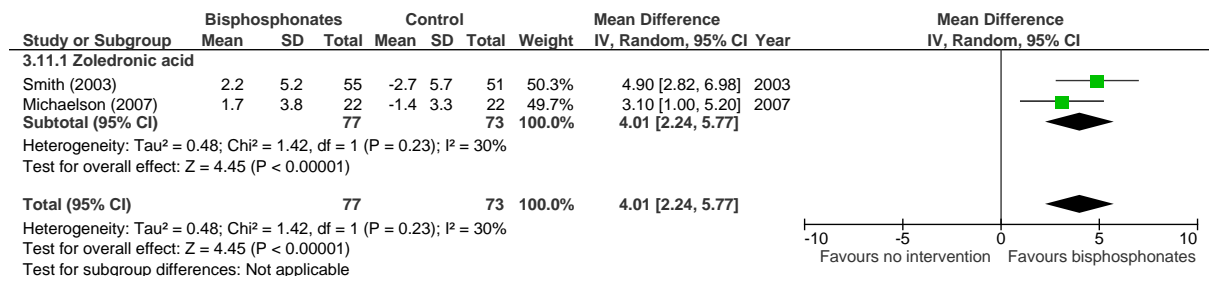 Bisphosphonates Control Mean Difference Mean Difference
Study or Subgroup Mean SD Total Mean SD Total Weight IV, Random, 95% CI Year IV, Random, 95% CI
3.11.1 Zoledronic acid
Smith (2003) 2.2 5.2 55 -2.7 5.7 51 50.3% 4.90 [2.82, 6.98] 2003
Michaelson (2007) 1.7 3.8 22 -1.4 3.3 22 49.7% 3.10 [1.00, 5.20] 2007
Subtotal (95% CI) 77 73 100.0% 4.01 [2.24, 5.77]
Heterogeneity: Tau² = 0.48; Chi² = 1.42, df = 1 (P = 0.23); I² = 30%
Test for overall effect: Z = 4.45 (P < 0.00001)
Total (95% CI) 77 73 100.0% 4.01 [2.24, 5.77]
Heterogeneity: Tau² = 0.48; Chi² = 1.42, df = 1 (P = 0.23); I² = 30%
Test for overall effect: Z = 4.45 (P < 0.00001)
Test for subgroup differences: Not applicable
-10 -5 0 5 10
Favours no intervention Favours bisphosphonates